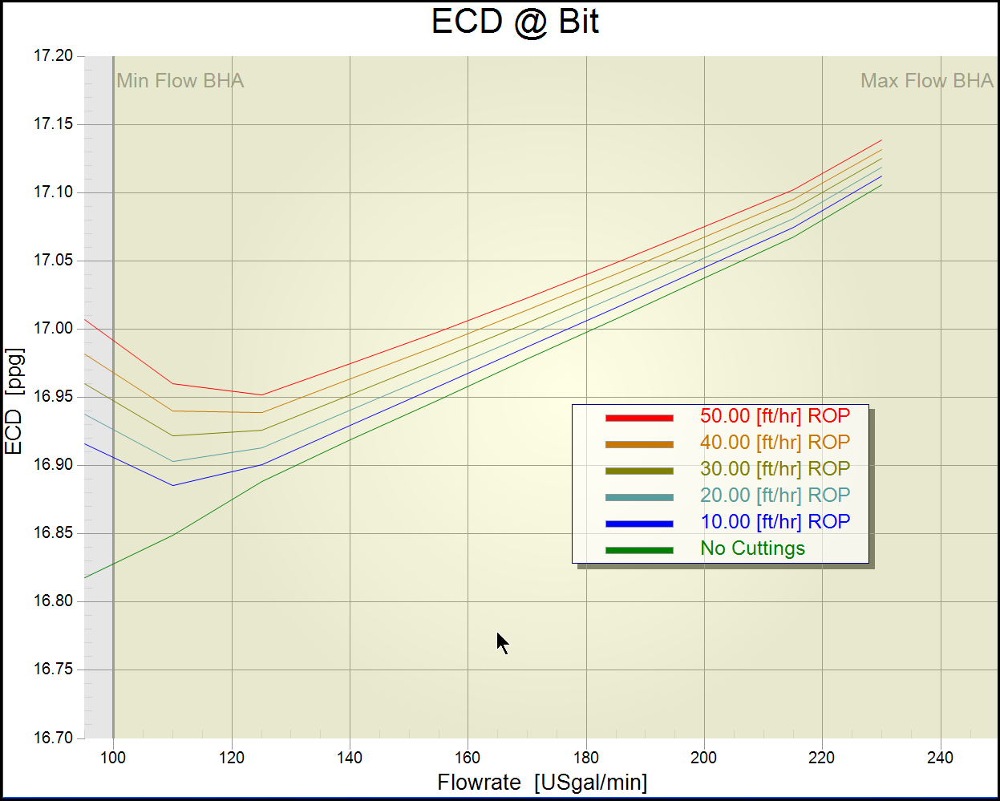 ECD @ Bit
17.20
Min Flow BHA
Max Flow BHA
17.15
17.10
17.05
17.00
16.95
16.90
16.85
16.80
16.75
16.70
ECD [ppg]
50.00 [ft/hr] ROP
40.00 [ft/hr] ROP
30.00 [ft/hr] ROP
20.00 [ft/hr] ROP
10.00 [ft/hr] ROP
No Cuttings
100 120 140 160 180 200 220 240
Flowrate [USgal/min]